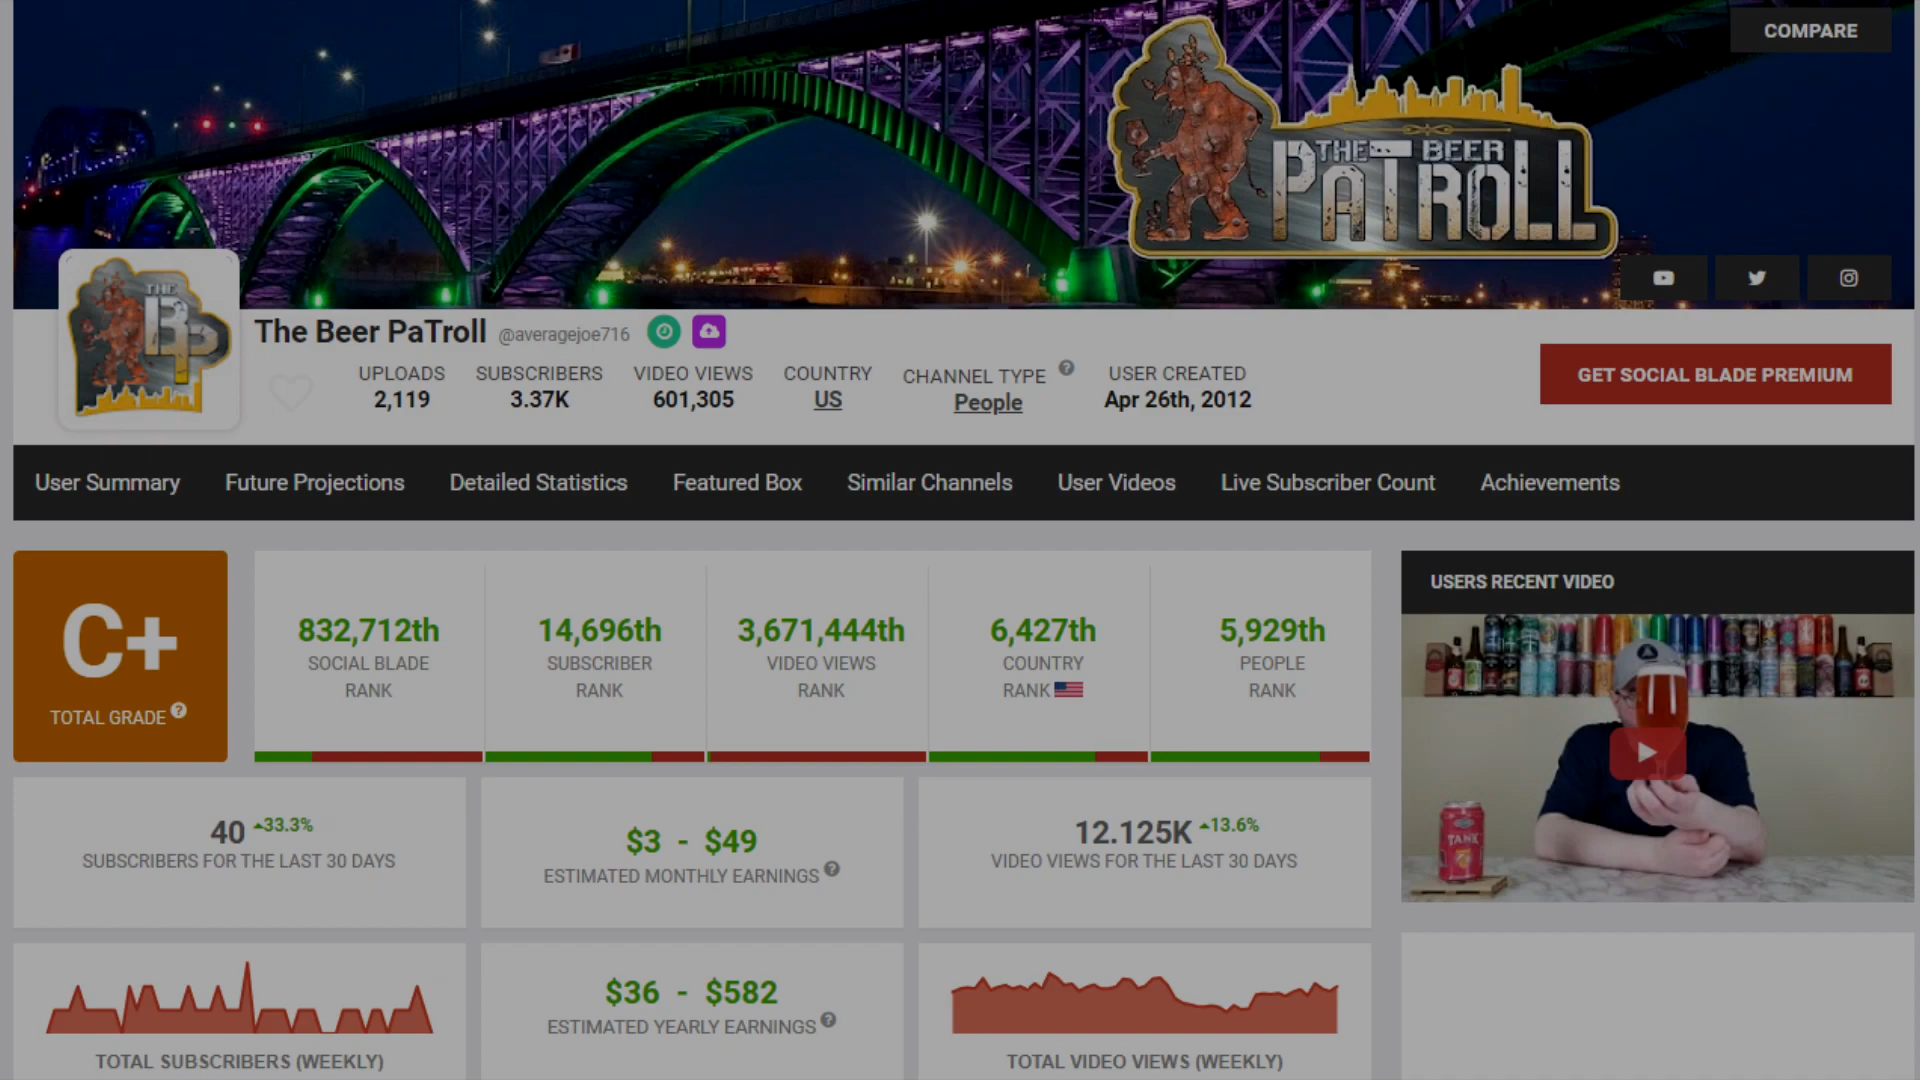 COMPARE
THE BEER
PATROLL
THE
BP
The Beer PaTroll @averagejoe716
UPLOADS
2,119
SUBSCRIBERS
3.37K
VIDEO VIEWS
601,305
COUNTRY
US
CHANNEL TYPE ?
People
USER CREATED
Apr 26th, 2012
GET SOCIAL BLADE PREMIUM
User Summary
Future Projections
Detailed Statistics
Featured Box
Similar Channels
User Videos
Live Subscriber Count
Achievements
C+
TOTAL GRADE ?
832,712th
SOCIAL BLADE
RANK
14,696th
SUBSCRIBER
RANK
3,671,444th
VIDEO VIEWS
RANK
6,427th
COUNTRY
RANK
5,929th
PEOPLE
RANK
USERS RECENT VIDEO
TANK
7
40 33.3%
SUBSCRIBERS FOR THE LAST 30 DAYS
$3 - $49
ESTIMATED MONTHLY EARNINGS ?
12.125K 13.6%
VIDEO VIEWS FOR THE LAST 30 DAYS
TOTAL SUBSCRIBERS (WEEKLY)
$36 - $582
ESTIMATED YEARLY EARNINGS ?
TOTAL VIDEO VIEWS (WEEKLY)